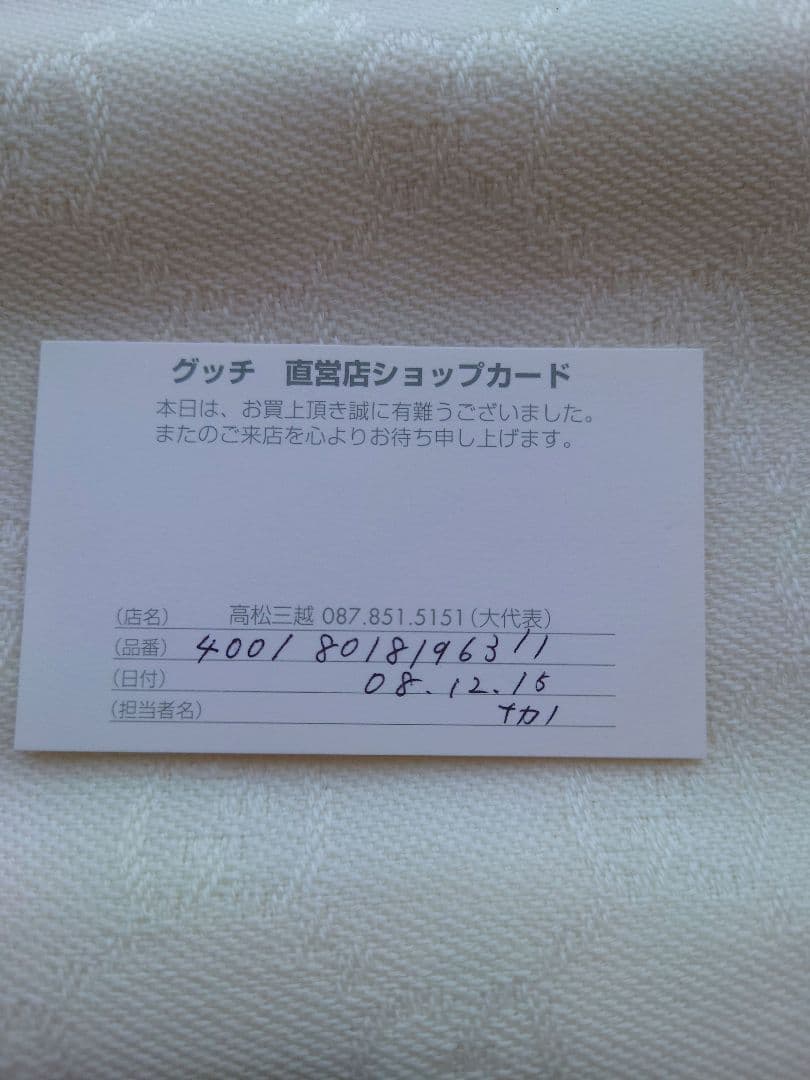 グッチ　直営店ショップカード
本日は、お買上頂き誠に有難うございました。
またのご来店を心よりお待ち申し上げます。
(店名) 高松三越 087.851.5151(大代表)
(品番) 4001 8018196311
(日付) 08.12.15
(担当者名) ナカノ